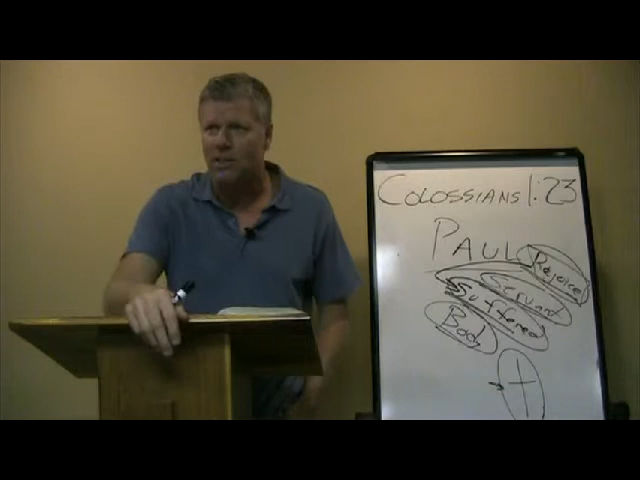 COLOSSIANS 1:23
PAUL
Rejoice
Servant
Suffered
Body